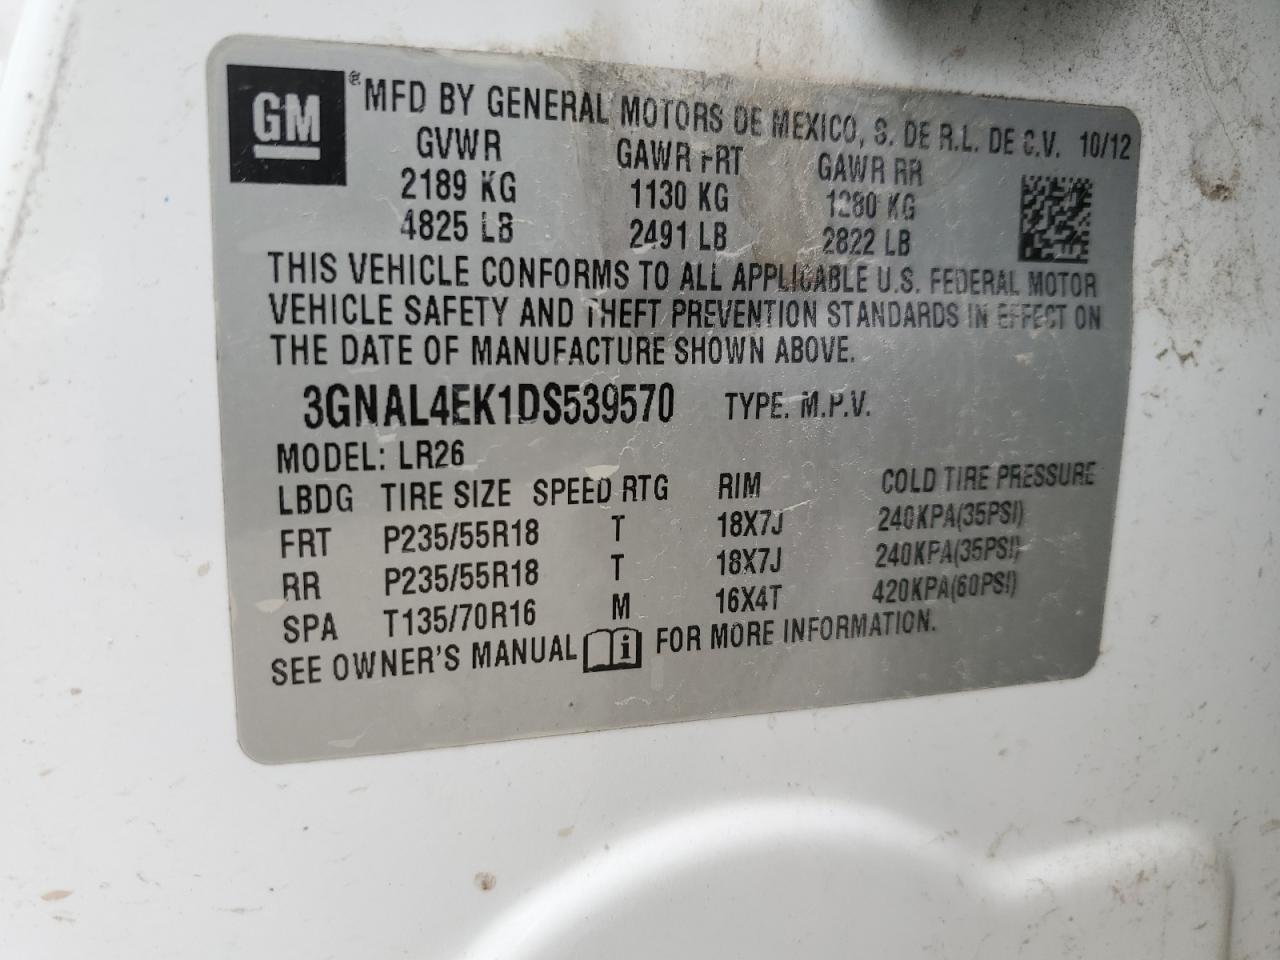 GM
® MFD BY GENERAL MOTORS DE MEXICO, S. DE R.L. DE C.V. 10/12
GVWR GAWR FRT GAWR RR
2189 KG 1130 KG 1280 KG
4825 LB 2491 LB 2822 LB
THIS VEHICLE CONFORMS TO ALL APPLICABLE U.S. FEDERAL MOTOR
VEHICLE SAFETY AND THEFT PREVENTION STANDARDS IN EFFECT ON
THE DATE OF MANUFACTURE SHOWN ABOVE.
3GNAL4EK1DS539570 TYPE. M.P.V.
MODEL: LR26
LBDG TIRE SIZE SPEED RTG RIM COLD TIRE PRESSURE
FRT P235/55R18 T 18X7J 240KPA(35PSI)
RR P235/55R18 T 18X7J 240KPA(35PSI)
SPA T135/70R16 M 16X4T 420KPA(60PSI)
SEE OWNER'S MANUAL i FOR MORE INFORMATION.